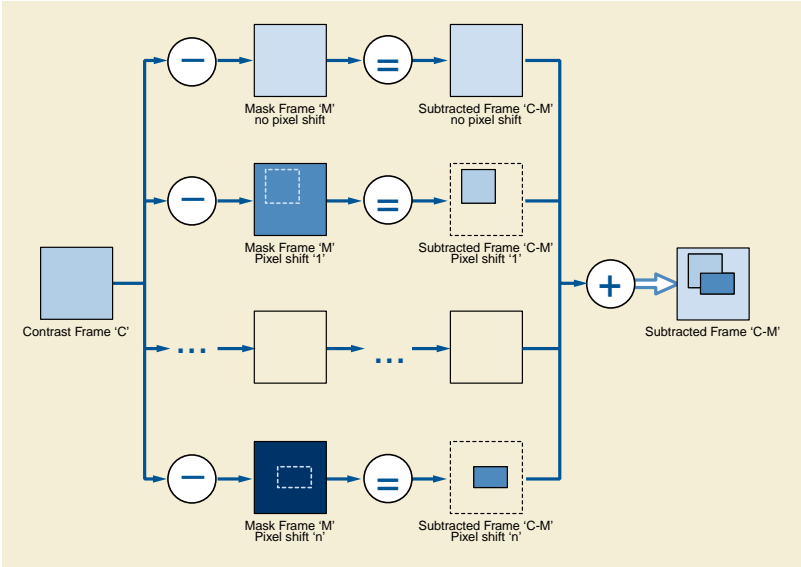 −
Mask Frame ‘M’
no pixel shift
=
Subtracted Frame ‘C-M’
no pixel shift
−
Mask Frame ‘M’
Pixel shift ‘1’
=
Subtracted Frame ‘C-M’
Pixel shift ‘1’
Contrast Frame ‘C’
+
Subtracted Frame ‘C-M’
...
...
−
Mask Frame ‘M’
Pixel shift ‘n’
=
Subtracted Frame ‘C-M’
Pixel shift ‘n’